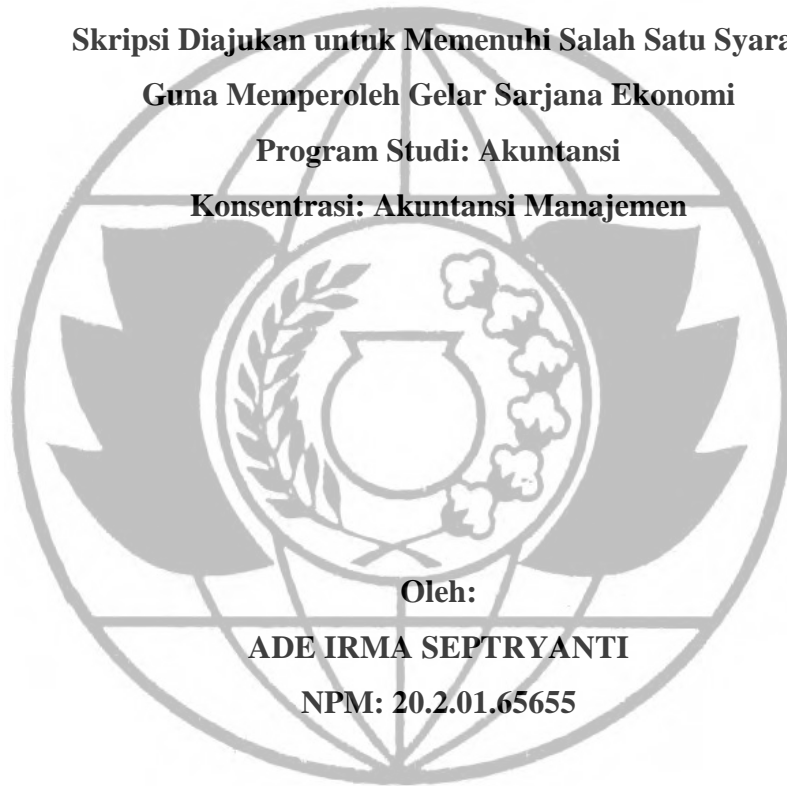 Skripsi Diajukan untuk Memenuhi Salah Satu Syara
Guna Memperoleh Gelar Sarjana Ekonomi
Program Studi: Akuntansi
Konsentrasi: Akuntansi Manajemen
Oleh:
ADE IRMA SEPTRYANTI
NPM: 20.2.01.65655